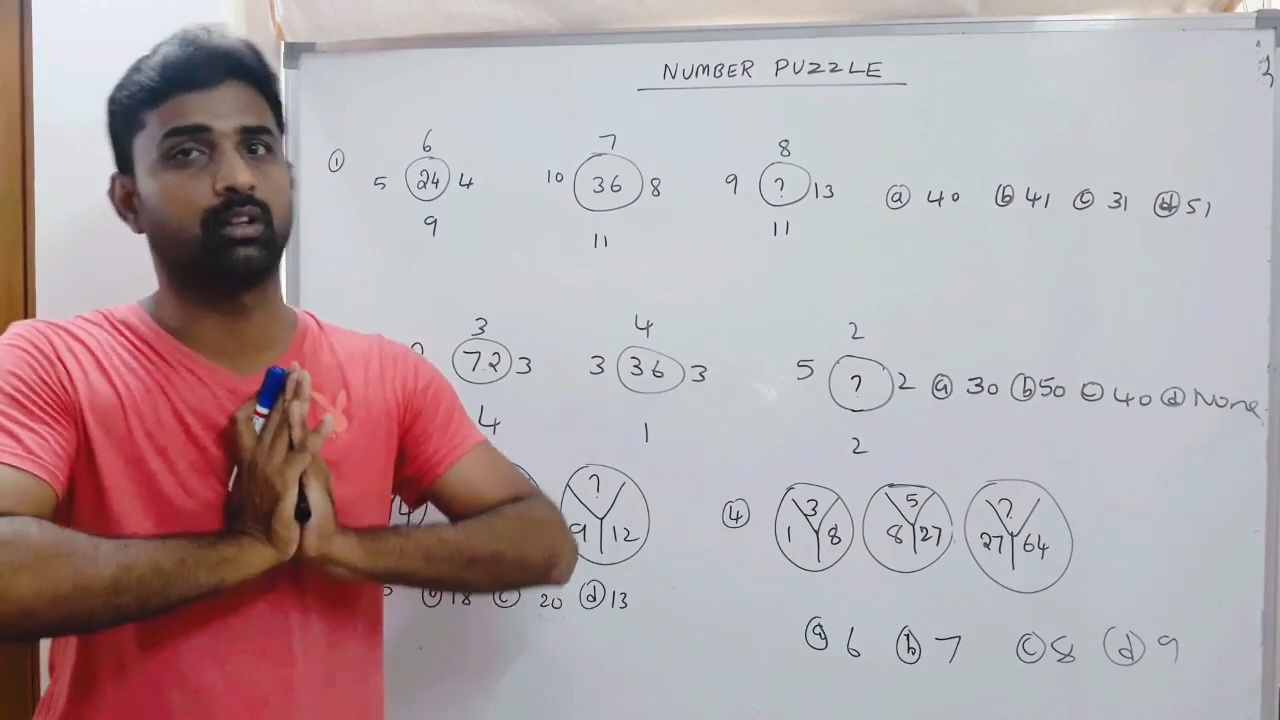 NUMBER PUZZLE
① 6 7 8
5 24 4 10 36 8 9 ? 13 ⓐ 40 ⓑ 41 ⓒ 31 ⓓ 51
9 11 11
3 4 2
72 3 3 36 3 5 ? 2 ⓐ 30 ⓑ 50 ⓒ 40 ⓓ None
4 1 2
? ④ 3 5 ?
9 12 1 8 8 27 27 64
18 ⓒ 20 ⓓ 13
ⓐ 6 ⓑ 7 ⓒ 8 ⓓ 9